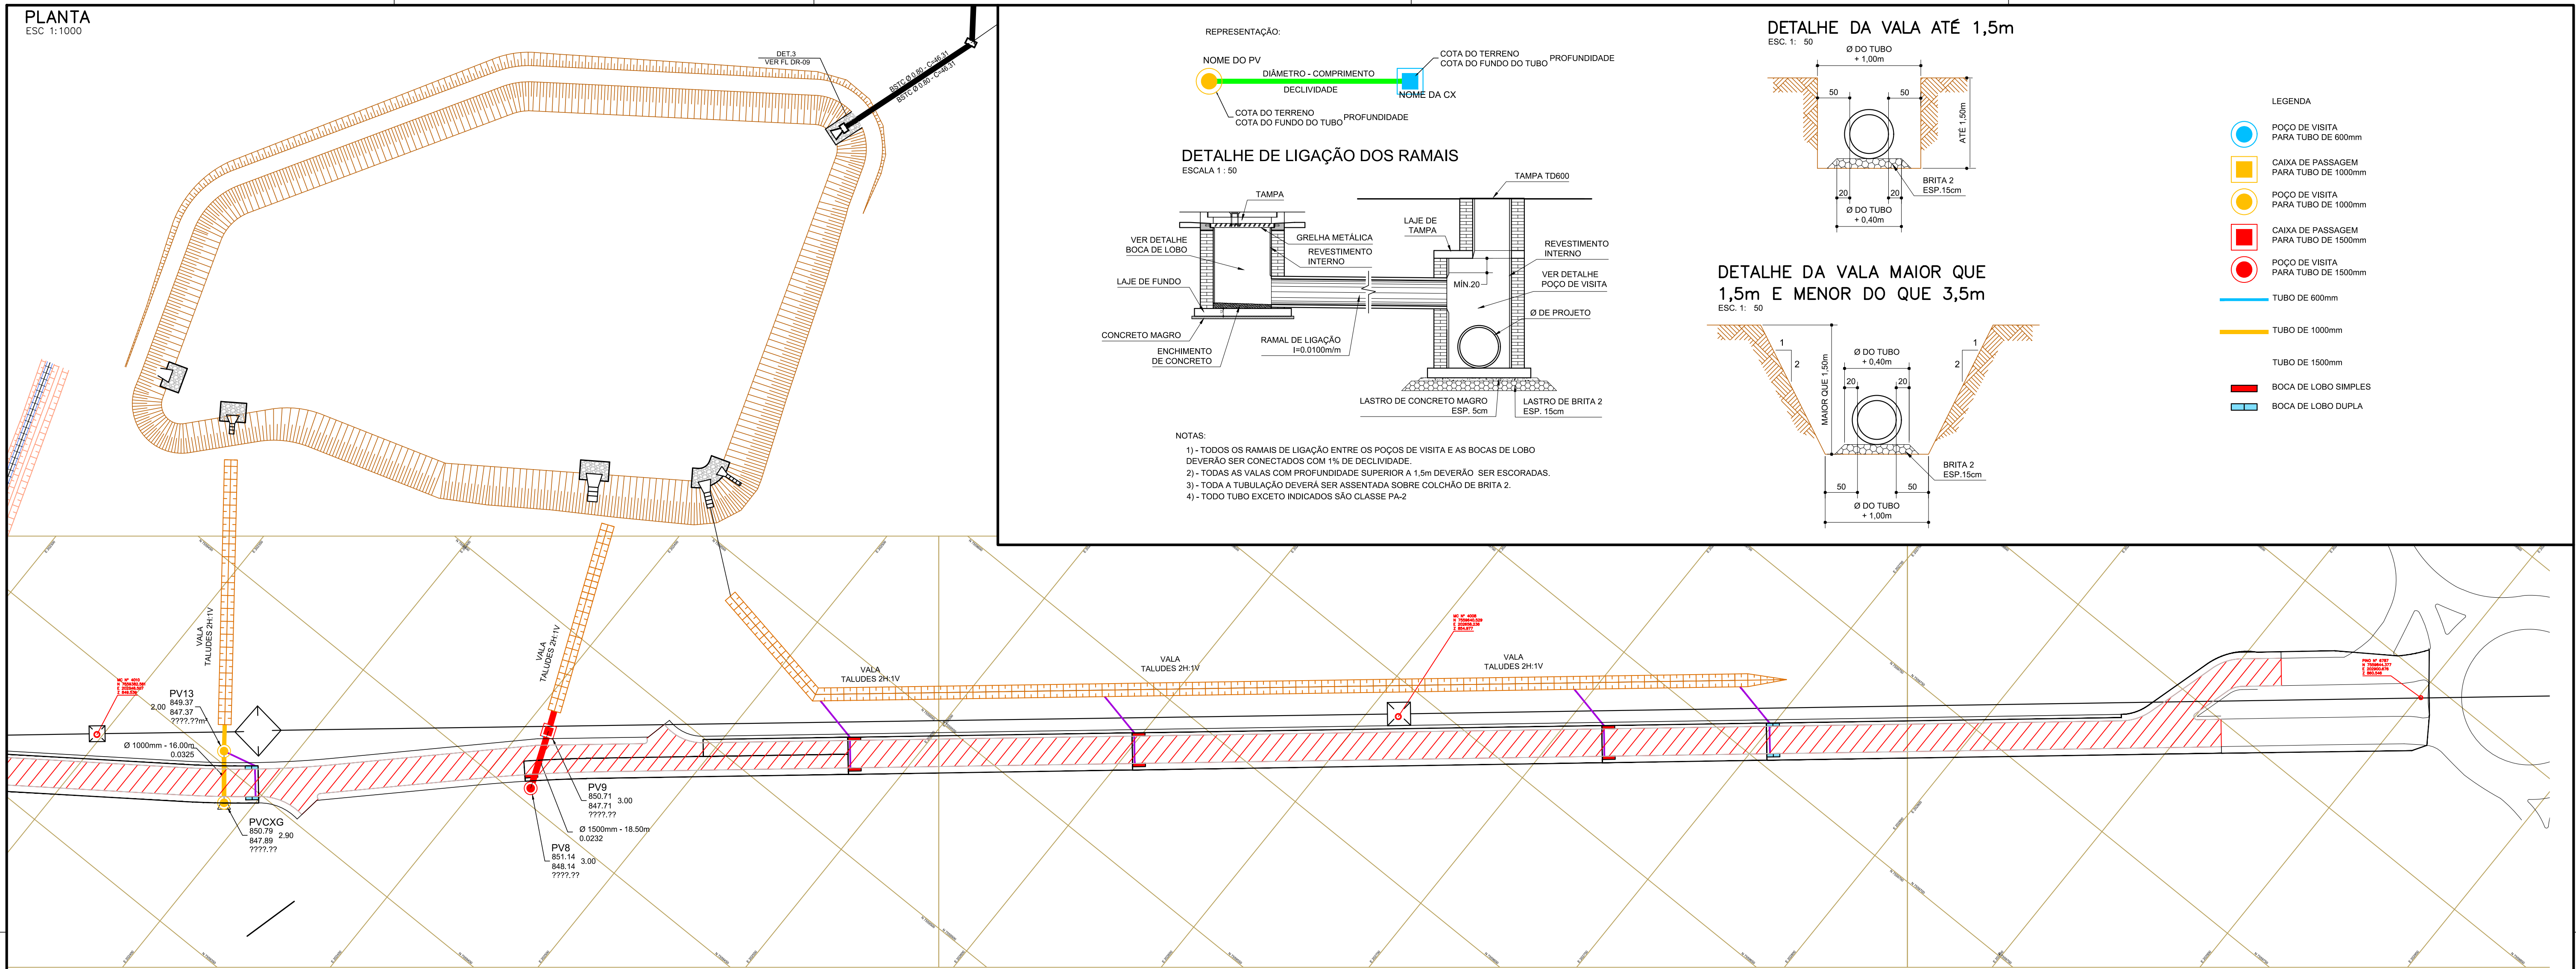 PLANTA
ESC 1:1000
DET.3
VER FL DR-09
BSTC Ø 0.80 - C=46.31
BSTC Ø 0.80 - C=46.31
REPRESENTAÇÃO:
NOME DO PV
DIÂMETRO - COMPRIMENTO
DECLIVIDADE
COTA DO TERRENO
COTA DO FUNDO DO TUBO
PROFUNDIDADE
NOME DA CX
COTA DO TERRENO
COTA DO FUNDO DO TUBO
PROFUNDIDADE
DETALHE DE LIGAÇÃO DOS RAMAIS
ESCALA 1 : 50
TAMPA
TAMPA TD600
LAJE DE
TAMPA
VER DETALHE
BOCA DE LOBO
GRELHA METÁLICA
REVESTIMENTO
INTERNO
REVESTIMENTO
INTERNO
LAJE DE FUNDO
MÍN.20
VER DETALHE
POÇO DE VISITA
CONCRETO MAGRO
Ø DE PROJETO
ENCHIMENTO
DE CONCRETO
RAMAL DE LIGAÇÃO
I=0.0100m/m
LASTRO DE CONCRETO MAGRO
ESP. 5cm
LASTRO DE BRITA 2
ESP. 15cm
NOTAS:
1) - TODOS OS RAMAIS DE LIGAÇÃO ENTRE OS POÇOS DE VISITA E AS BOCAS DE LOBO
DEVERÃO SER CONECTADOS COM 1% DE DECLIVIDADE.
2) - TODAS AS VALAS COM PROFUNDIDADE SUPERIOR A 1,5m DEVERÃO SER ESCORADAS.
3) - TODA A TUBULAÇÃO DEVERÁ SER ASSENTADA SOBRE COLCHÃO DE BRITA 2.
4) - TODO TUBO EXCETO INDICADOS SÃO CLASSE PA-2
DETALHE DA VALA ATÉ 1,5m
ESC. 1: 50
Ø DO TUBO
+ 1,00m
50
50
ATÉ 1,50m
BRITA 2
ESP.15cm
20
20
Ø DO TUBO
+ 0,40m
DETALHE DA VALA MAIOR QUE
1,5m E MENOR DO QUE 3,5m
ESC. 1: 50
1
2
MAIOR QUE 1,50m
Ø DO TUBO
+ 0,40m
20
20
1
2
BRITA 2
ESP.15cm
50
50
Ø DO TUBO
+ 1,00m
LEGENDA
POÇO DE VISITA
PARA TUBO DE 600mm
CAIXA DE PASSAGEM
PARA TUBO DE 1000mm
POÇO DE VISITA
PARA TUBO DE 1000mm
CAIXA DE PASSAGEM
PARA TUBO DE 1500mm
POÇO DE VISITA
PARA TUBO DE 1500mm
TUBO DE 600mm
TUBO DE 1000mm
TUBO DE 1500mm
BOCA DE LOBO SIMPLES
BOCA DE LOBO DUPLA
VALA
TALUDES 2H:1V
VALA
TALUDES 2H:1V
VALA
TALUDES 2H:1V
VALA
TALUDES 2H:1V
VALA
TALUDES 2H:1V
PV13
849.37
2,00
847.37
????.??m²
Ø 1000mm - 16.00m
0.0325
PVCXG
850.79
847.89
2.90
????.??
PV9
850.71
847.71
3.00
????.??
Ø 1500mm - 18.50m
0.0232
PV8
851.14
848.14
3.00
????.??